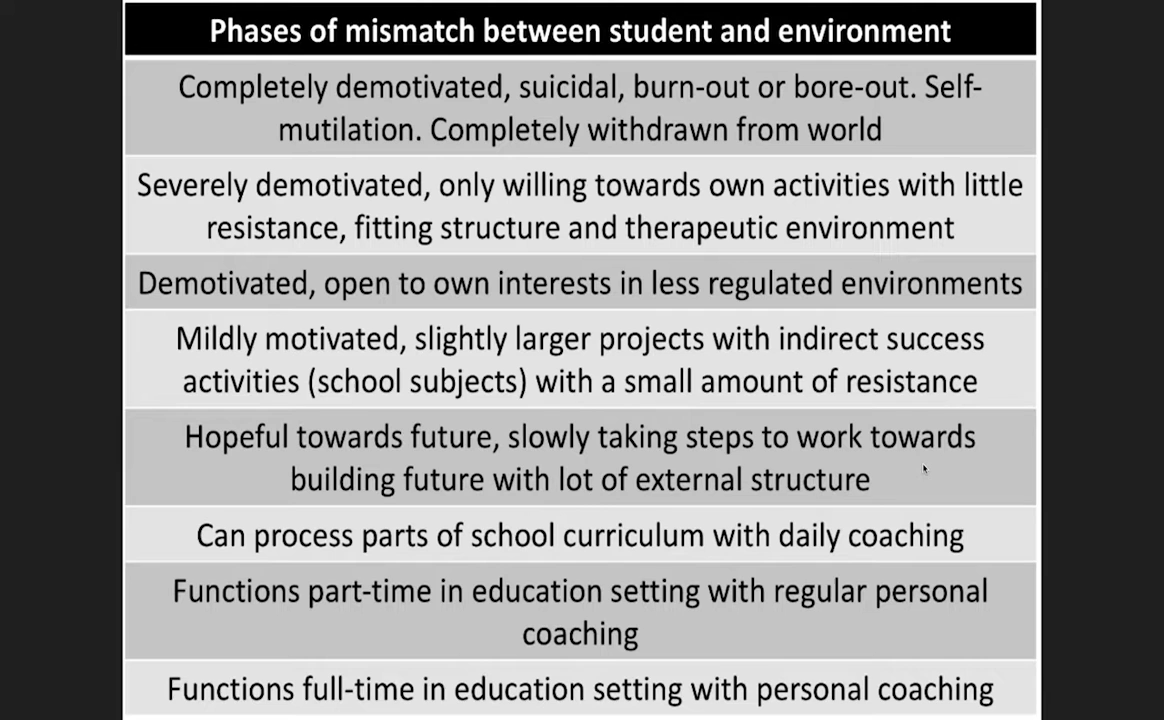 Phases of mismatch between student and environment
Completely demotivated, suicidal, burn-out or bore-out. Self-
mutilation. Completely withdrawn from world
Severely demotivated, only willing towards own activities with little
resistance, fitting structure and therapeutic environment
Demotivated, open to own interests in less regulated environments
Mildly motivated, slightly larger projects with indirect success
activities (school subjects) with a small amount of resistance
Hopeful towards future, slowly taking steps to work towards
building future with lot of external structure
Can process parts of school curriculum with daily coaching
Functions part-time in education setting with regular personal
coaching
Functions full-time in education setting with personal coaching